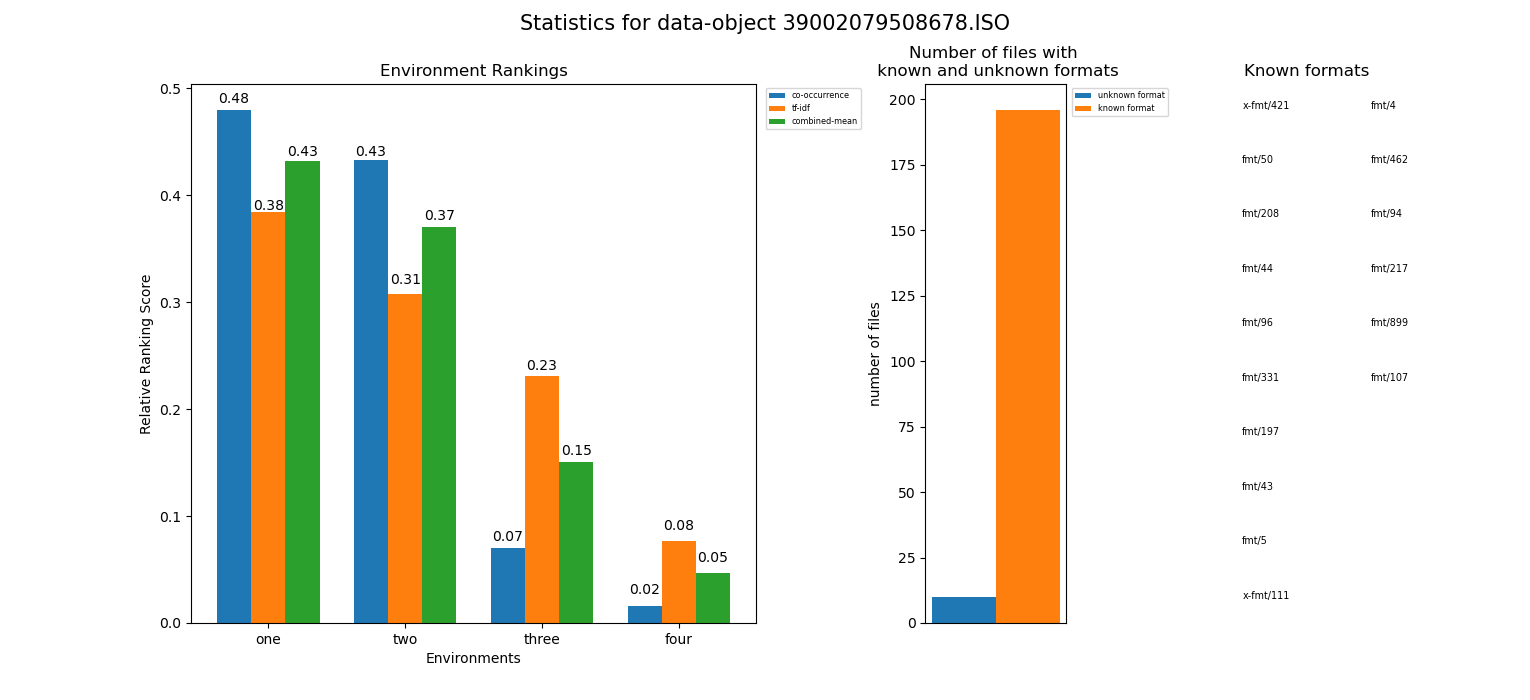 Statistics for data-object 39002079508678.ISO
Environment Rankings
0.5
0.4
0.3
0.2
0.1
0.0
Relative Ranking Score
0.48
0.38
0.43
0.43
0.31
0.37
0.07
0.23
0.15
0.02
0.08
0.05
one
two
three
four
Environments
co-occurrence
tf-idf
combined-mean
Number of files with
known and unknown formats
200
175
150
125
100
75
50
25
0
number of files
unknown format
known format
Known formats
x-fmt/421
fmt/50
fmt/208
fmt/44
fmt/96
fmt/331
fmt/197
fmt/43
fmt/5
x-fmt/111
fmt/4
fmt/462
fmt/94
fmt/217
fmt/899
fmt/107